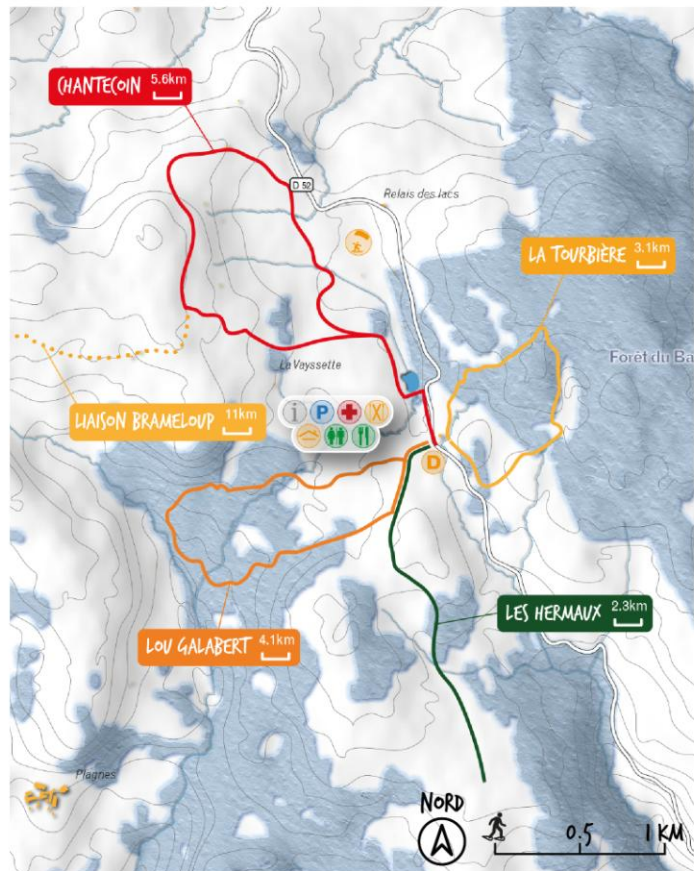 CHANTECOIN 5.6km
D 52
Relais des lacs
LA TOURBIÈRE 3.1km
Forêt du Ba
La Vayssette
LIAISON BRAMELOUP 11km
i P
D
LES HERMAUX 2.3km
LOU GALABERT 4.1km
Plagnes
NORD
0.5 1 KM